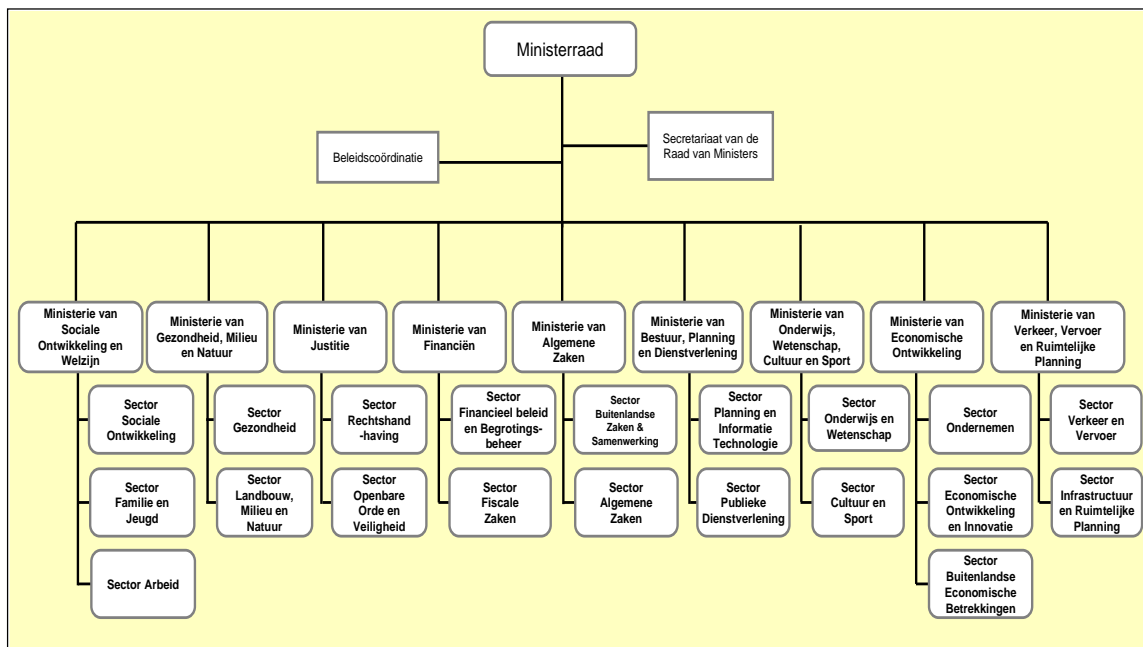 Ministerraad
Secretariaat van de
Raad van Ministers
Beleidscoördinatie
Ministerie van
Sociale
Ontwikkeling en
Welzijn
Ministerie van
Gezondheid, Milieu
en Natuur
Ministerie van
Justitie
Ministerie van
Financiën
Ministerie van
Algemene
Zaken
Ministerie van
Bestuur, Planning
en Dienstverlening
Ministerie van
Onderwijs,
Wetenschap,
Cultuur en Sport
Ministerie van
Economische
Ontwikkeling
Ministerie van
Verkeer, Vervoer
en Ruimtelijke
Planning
Sector
Sociale
Ontwikkeling
Sector
Gezondheid
Sector
Rechtshand
-having
Sector
Financieel beleid
en Begrotings-
beheer
Sector
Buitenlandse
Zaken &
Samenwerking
Sector
Planning en
Informatie
Technologie
Sector
Onderwijs en
Wetenschap
Sector
Ondernemen
Sector
Verkeer en
Vervoer
Sector
Familie en
Jeugd
Sector
Landbouw,
Milieu en
Natuur
Sector
Openbare
Orde en
Veiligheid
Sector
Fiscale
Zaken
Sector
Algemene
Zaken
Sector
Publieke
Dienstverlening
Sector
Cultuur en
Sport
Sector
Economische
Ontwikkeling
en Innovatie
Sector
Infrastructuur
en Ruimtelijke
Planning
Sector Arbeid
Sector
Buitenlandse
Economische
Betrekkingen